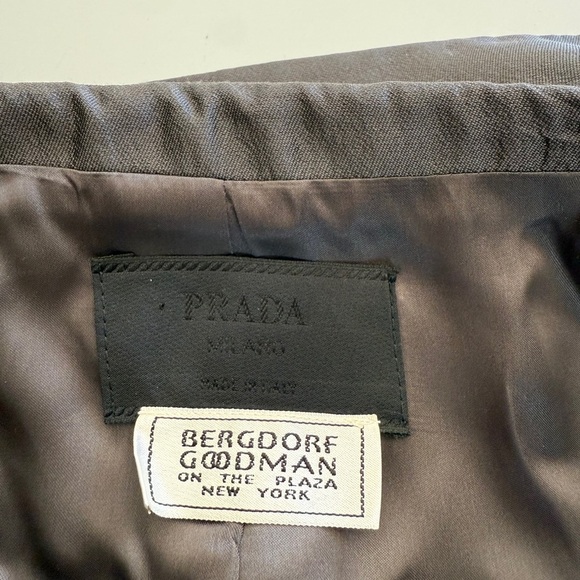 PRADA
MILANO
MADE IN ITALY
BERGDORF
GOODMAN
ON THE PLAZA
NEW YORK